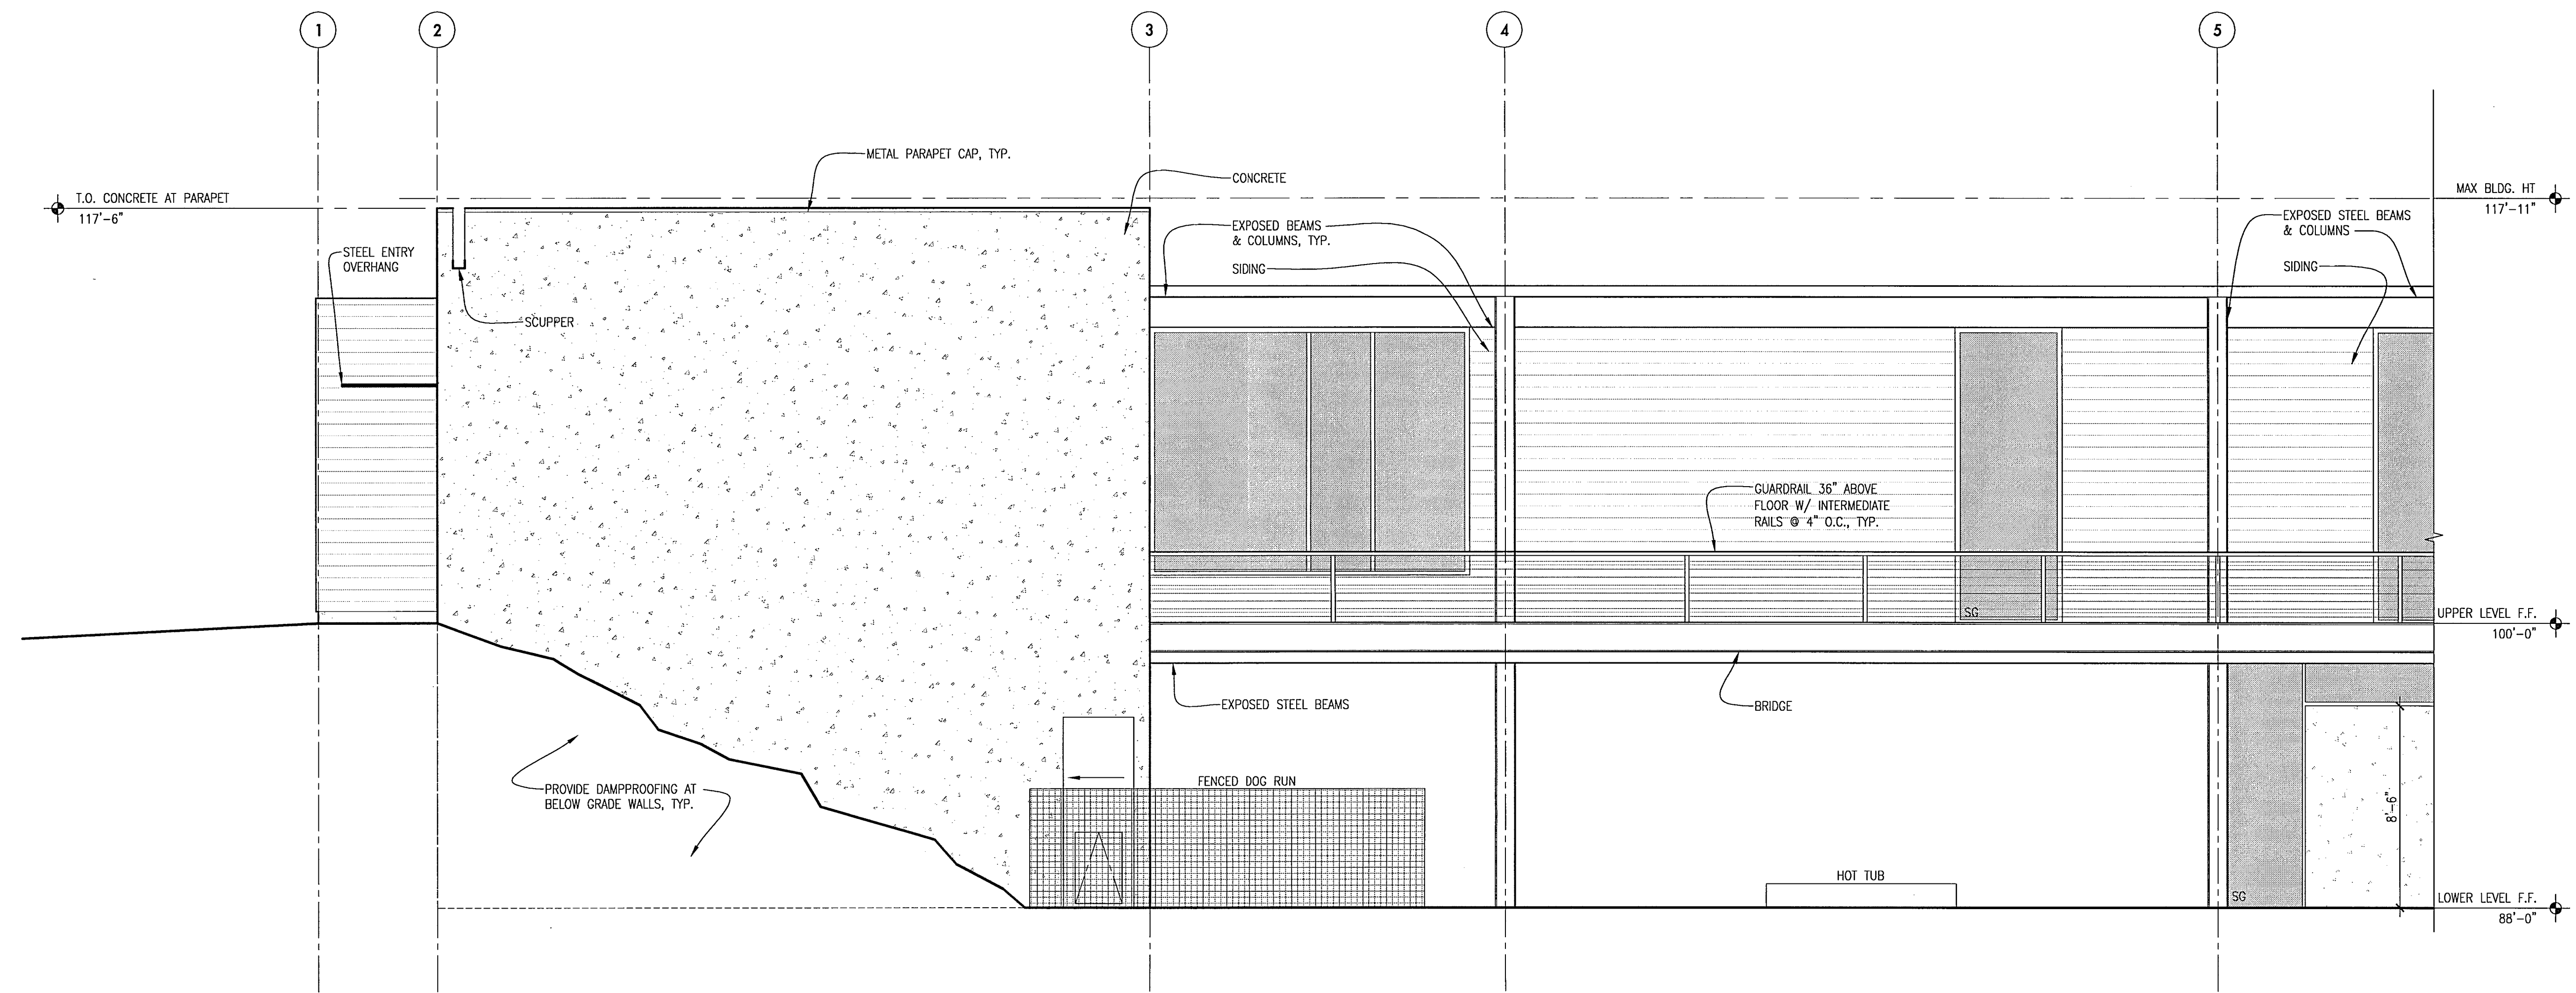 1
2
3
4
5
METAL PARAPET CAP, TYP.
CONCRETE
T.O. CONCRETE AT PARAPET
117'-6"
MAX BLDG. HT
117'-11"
EXPOSED BEAMS
& COLUMNS, TYP.
EXPOSED STEEL BEAMS
& COLUMNS
STEEL ENTRY
OVERHANG
SIDING
SIDING
SCUPPER
GUARDRAIL 36" ABOVE
FLOOR W/ INTERMEDIATE
RAILS @ 4" O.C., TYP.
SG
UPPER LEVEL F.F.
100'-0"
EXPOSED STEEL BEAMS
BRIDGE
PROVIDE DAMPPROOFING AT
BELOW GRADE WALLS, TYP.
FENCED DOG RUN
8'-6"
HOT TUB
SG
LOWER LEVEL F.F.
88'-0"